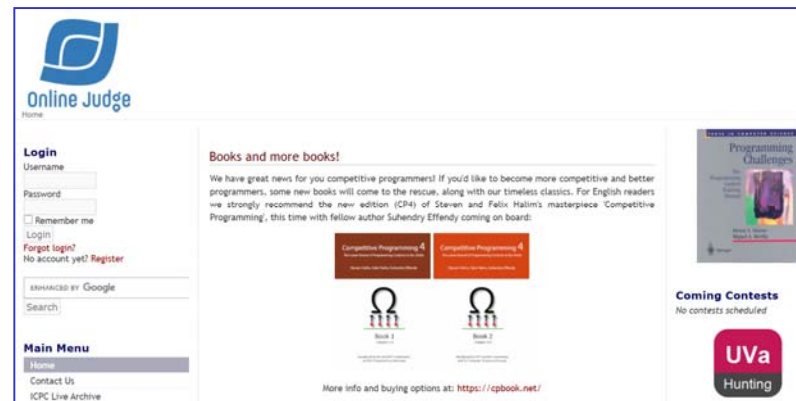 Online Judge
Home
Login
Username
Password
Remember me
Login
Forgot login?
No account yet? Register
ENHANCED BY Google
Search
Main Menu
Home
Contact Us
ICPC Live Archive
Books and more books!
We have great news for you competitive programmers! If you'd like to become more competitive and better
programmers, some new books will come to the rescue, along with our timeless classics. For English readers
we strongly recommend the new edition (CP4) of Steven and Felix Halim's masterpiece 'Competitive
Programming', this time with fellow author Suhendry Effendy coming on board:
Competitive Programming 4
Competitive Programming 4
Book 1
Book 2
More info and buying options at: https://cpbook.net/
Programming
Challenges
Coming Contests
No contests scheduled
UVa
Hunting